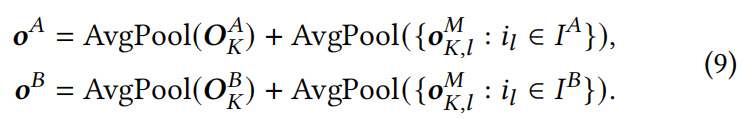 𝒐^A = AvgPool(𝑶_K^A) + AvgPool({𝒐_{K,l}^M : i_l ∈ I^A}),
𝒐^B = AvgPool(𝑶_K^B) + AvgPool({𝒐_{K,l}^M : i_l ∈ I^B}).
(9)